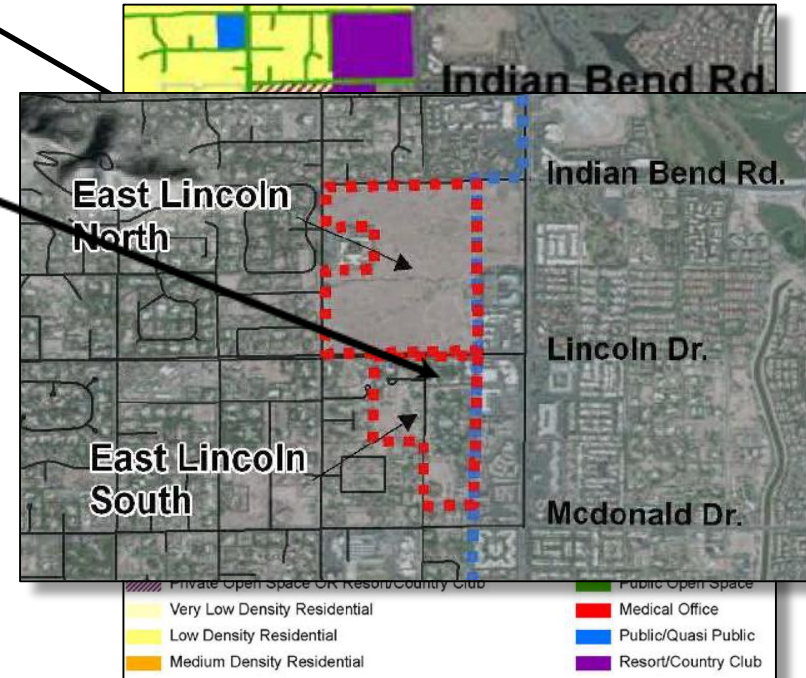 Indian Bend Rd.
East Lincoln
North
Indian Bend Rd.
Lincoln Dr.
East Lincoln
South
Mcdonald Dr.
Private Open Space OR Resort/Country Club
Public Open Space
Very Low Density Residential
Medical Office
Low Density Residential
Public/Quasi Public
Medium Density Residential
Resort/Country Club